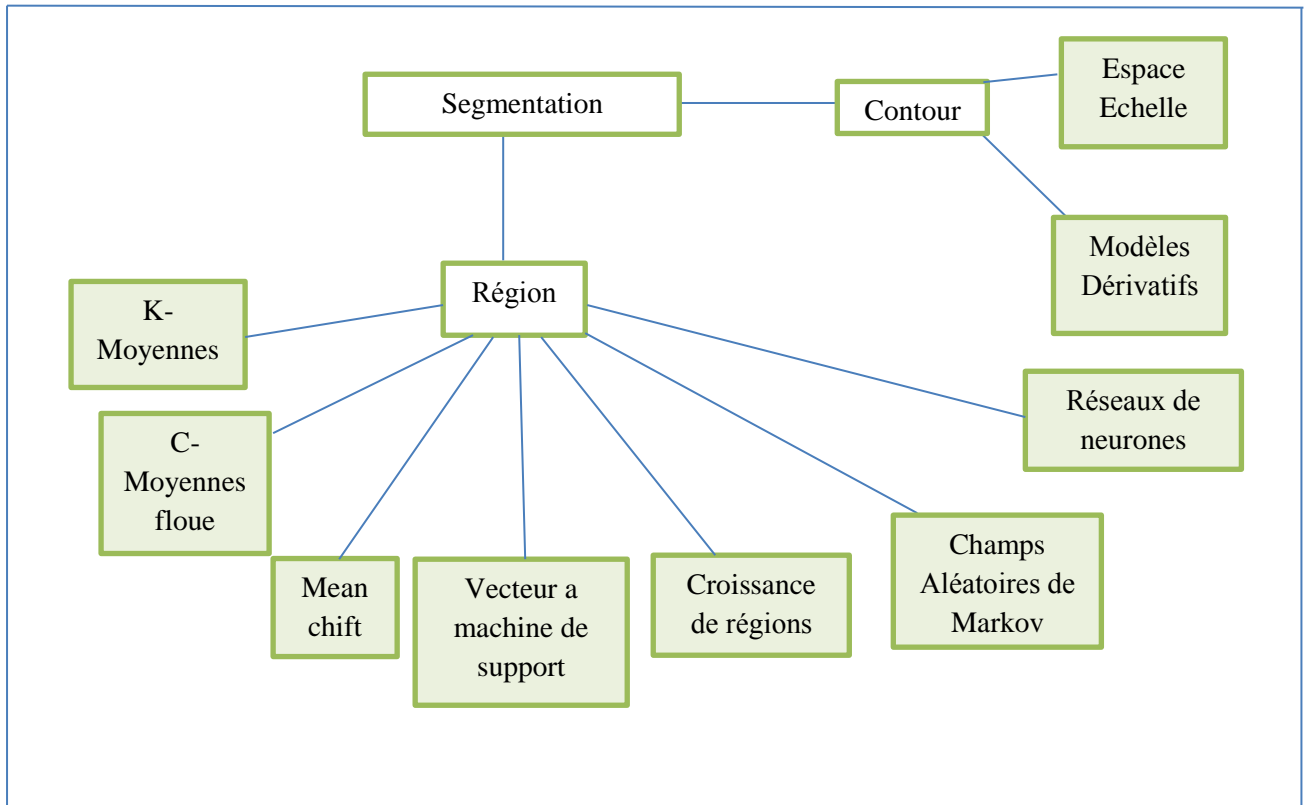 Segmentation
Contour
Espace
Echelle
Modèles
Dérivatifs
Région
K-
Moyennes
C-
Moyennes
floue
Mean
chift
Vecteur a
machine de
support
Croissance
de régions
Champs
Aléatoires de
Markov
Réseaux de
neurones